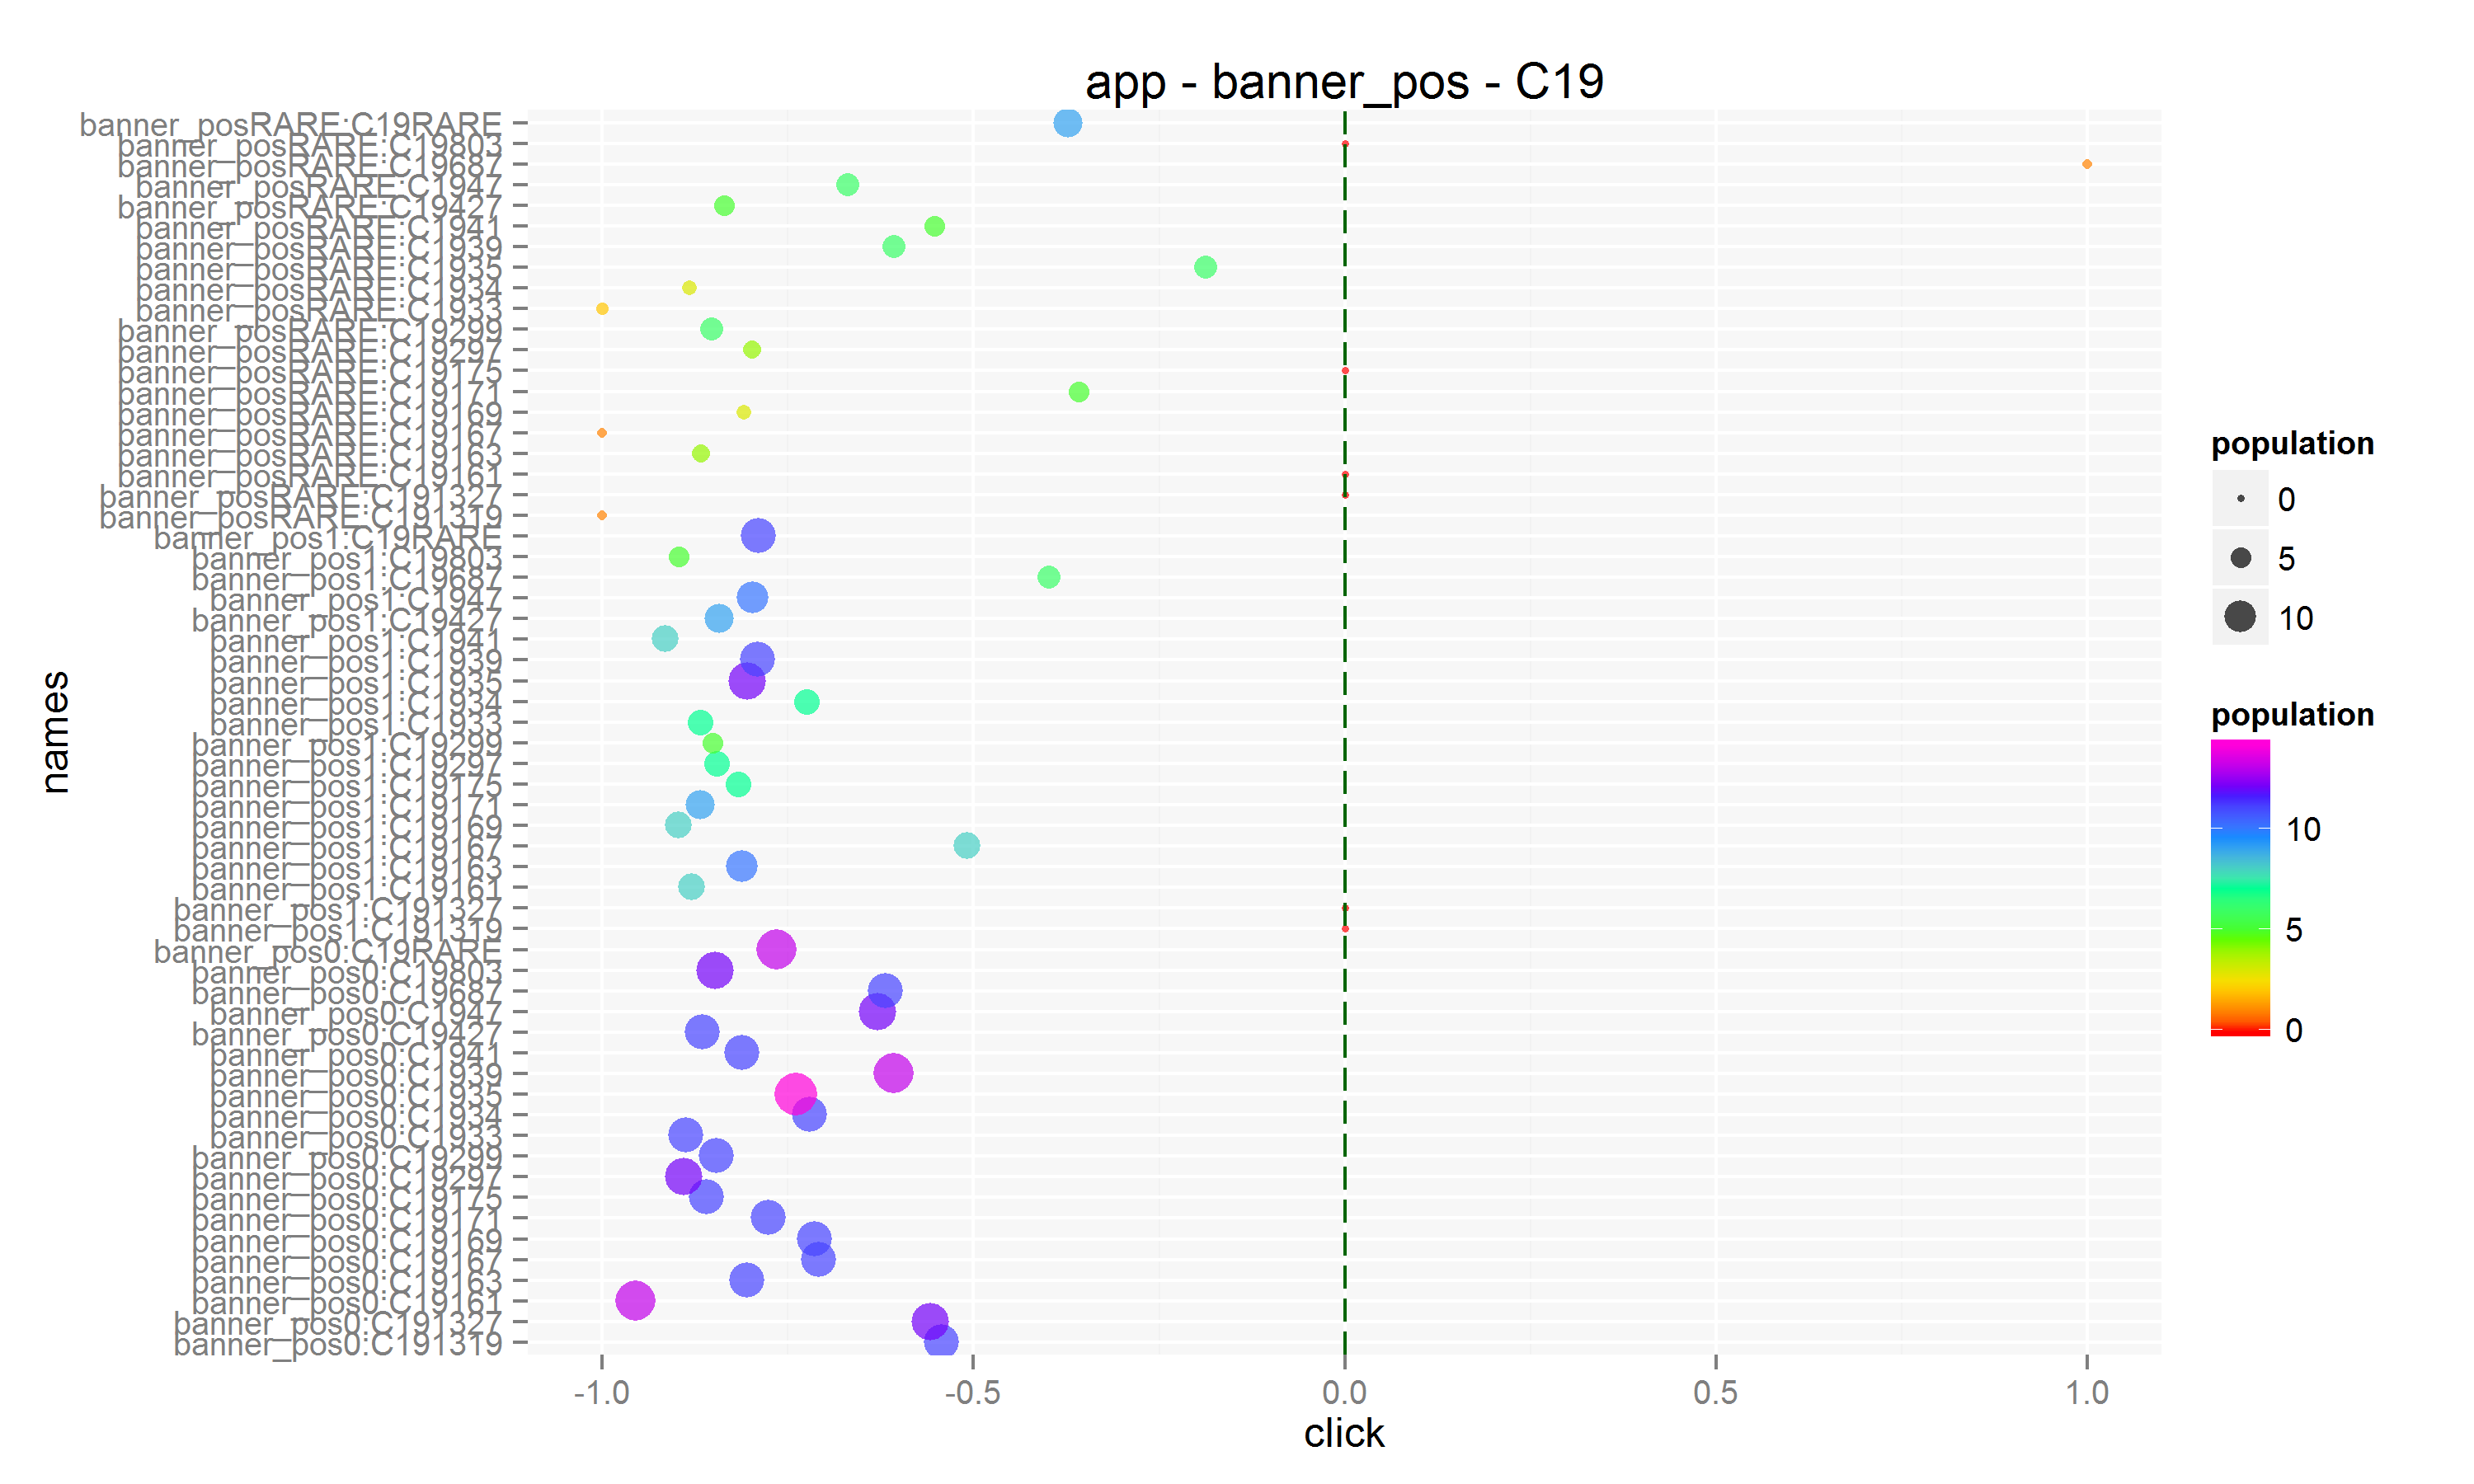 app - banner_pos - C19
banner_posRARE:C19RARE
banner_posRARE:C19803
banner_posRARE:C19687
banner_posRARE:C1947
banner_posRARE:C19427
banner_posRARE:C1941
banner_posRARE:C1939
banner_posRARE:C1935
banner_posRARE:C1934
banner_posRARE:C1933
banner_posRARE:C19299
banner_posRARE:C19297
banner_posRARE:C19175
banner_posRARE:C19171
banner_posRARE:C19169
banner_posRARE:C19167
banner_posRARE:C19163
banner_posRARE:C19161
banner_posRARE:C191327
banner_posRARE:C191319
banner_pos1:C19RARE
banner_pos1:C19803
banner_pos1:C19687
banner_pos1:C1947
banner_pos1:C19427
banner_pos1:C1941
banner_pos1:C1939
banner_pos1:C1935
banner_pos1:C1934
banner_pos1:C1933
banner_pos1:C19299
banner_pos1:C19297
banner_pos1:C19175
banner_pos1:C19171
banner_pos1:C19169
banner_pos1:C19167
banner_pos1:C19163
banner_pos1:C19161
banner_pos1:C191327
banner_pos1:C191319
banner_pos0:C19RARE
banner_pos0:C19803
banner_pos0:C19687
banner_pos0:C1947
banner_pos0:C19427
banner_pos0:C1941
banner_pos0:C1939
banner_pos0:C1935
banner_pos0:C1934
banner_pos0:C1933
banner_pos0:C19299
banner_pos0:C19297
banner_pos0:C19175
banner_pos0:C19171
banner_pos0:C19169
banner_pos0:C19167
banner_pos0:C19163
banner_pos0:C19161
banner_pos0:C191327
banner_pos0:C191319
names
-1.0 -0.5 0.0 0.5 1.0
click
population
0
5
10
population
10
5
0